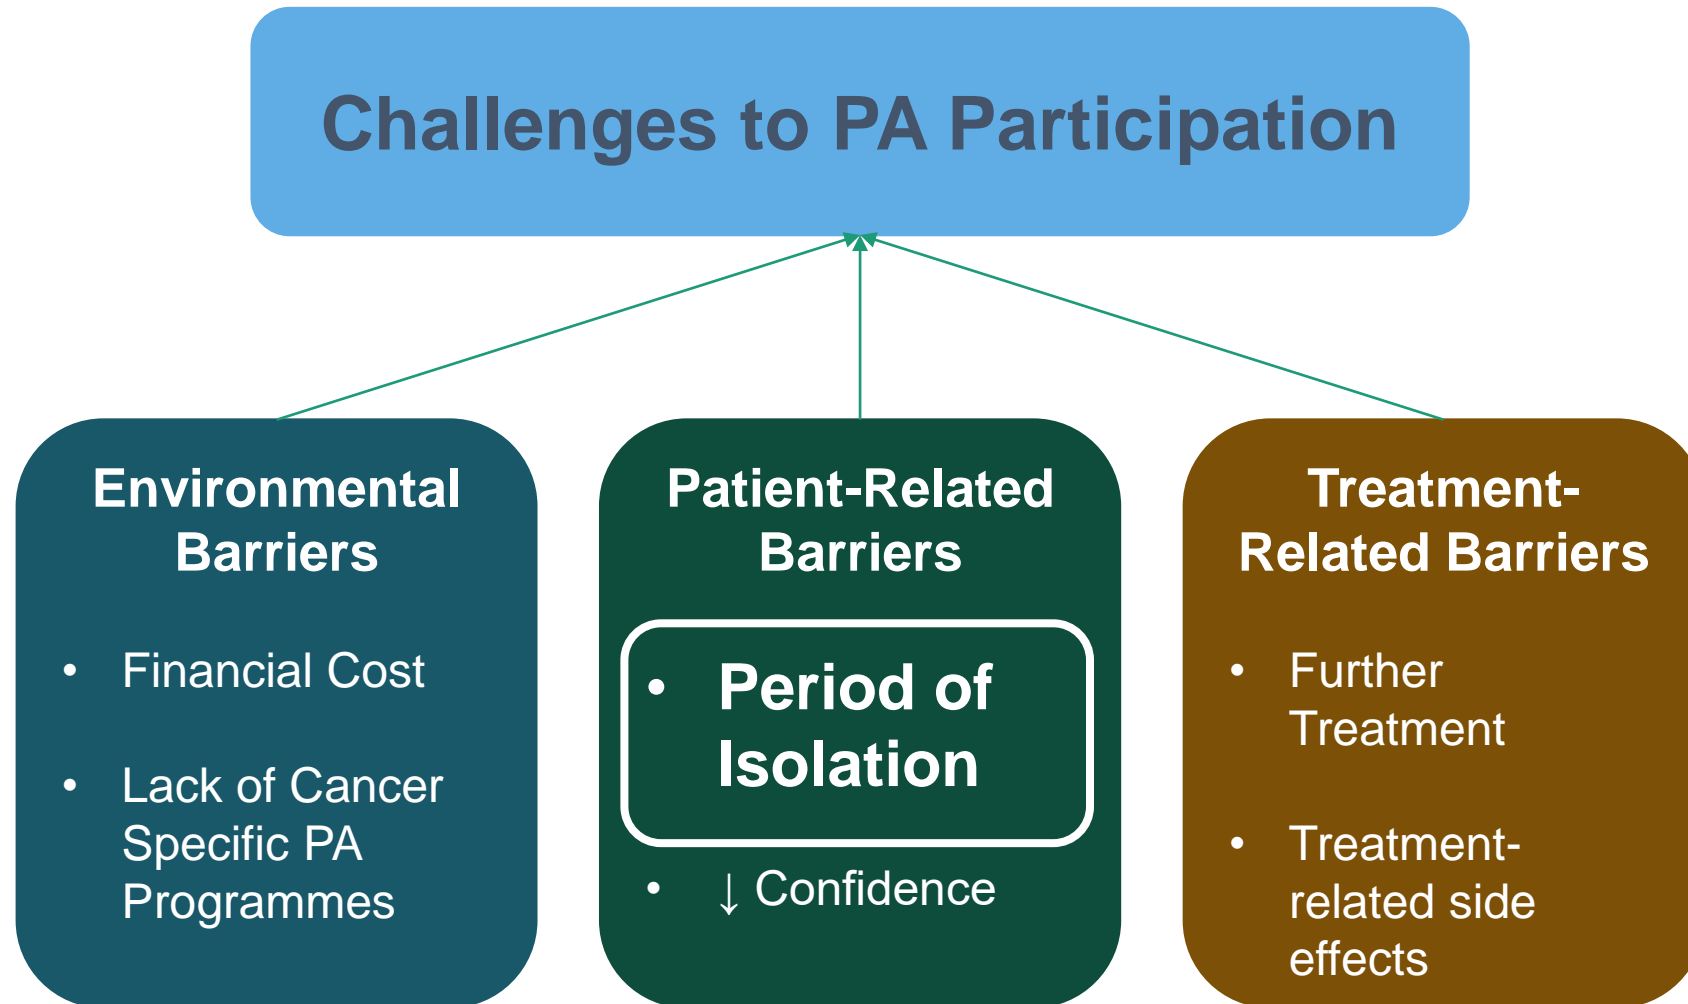 Challenges to PA Participation
Environmental
Barriers
• Financial Cost
• Lack of Cancer
Specific PA
Programmes
Patient-Related
Barriers
• Period of
Isolation
• ↓ Confidence
Treatment-
Related Barriers
• Further
Treatment
• Treatment-
related side
effects